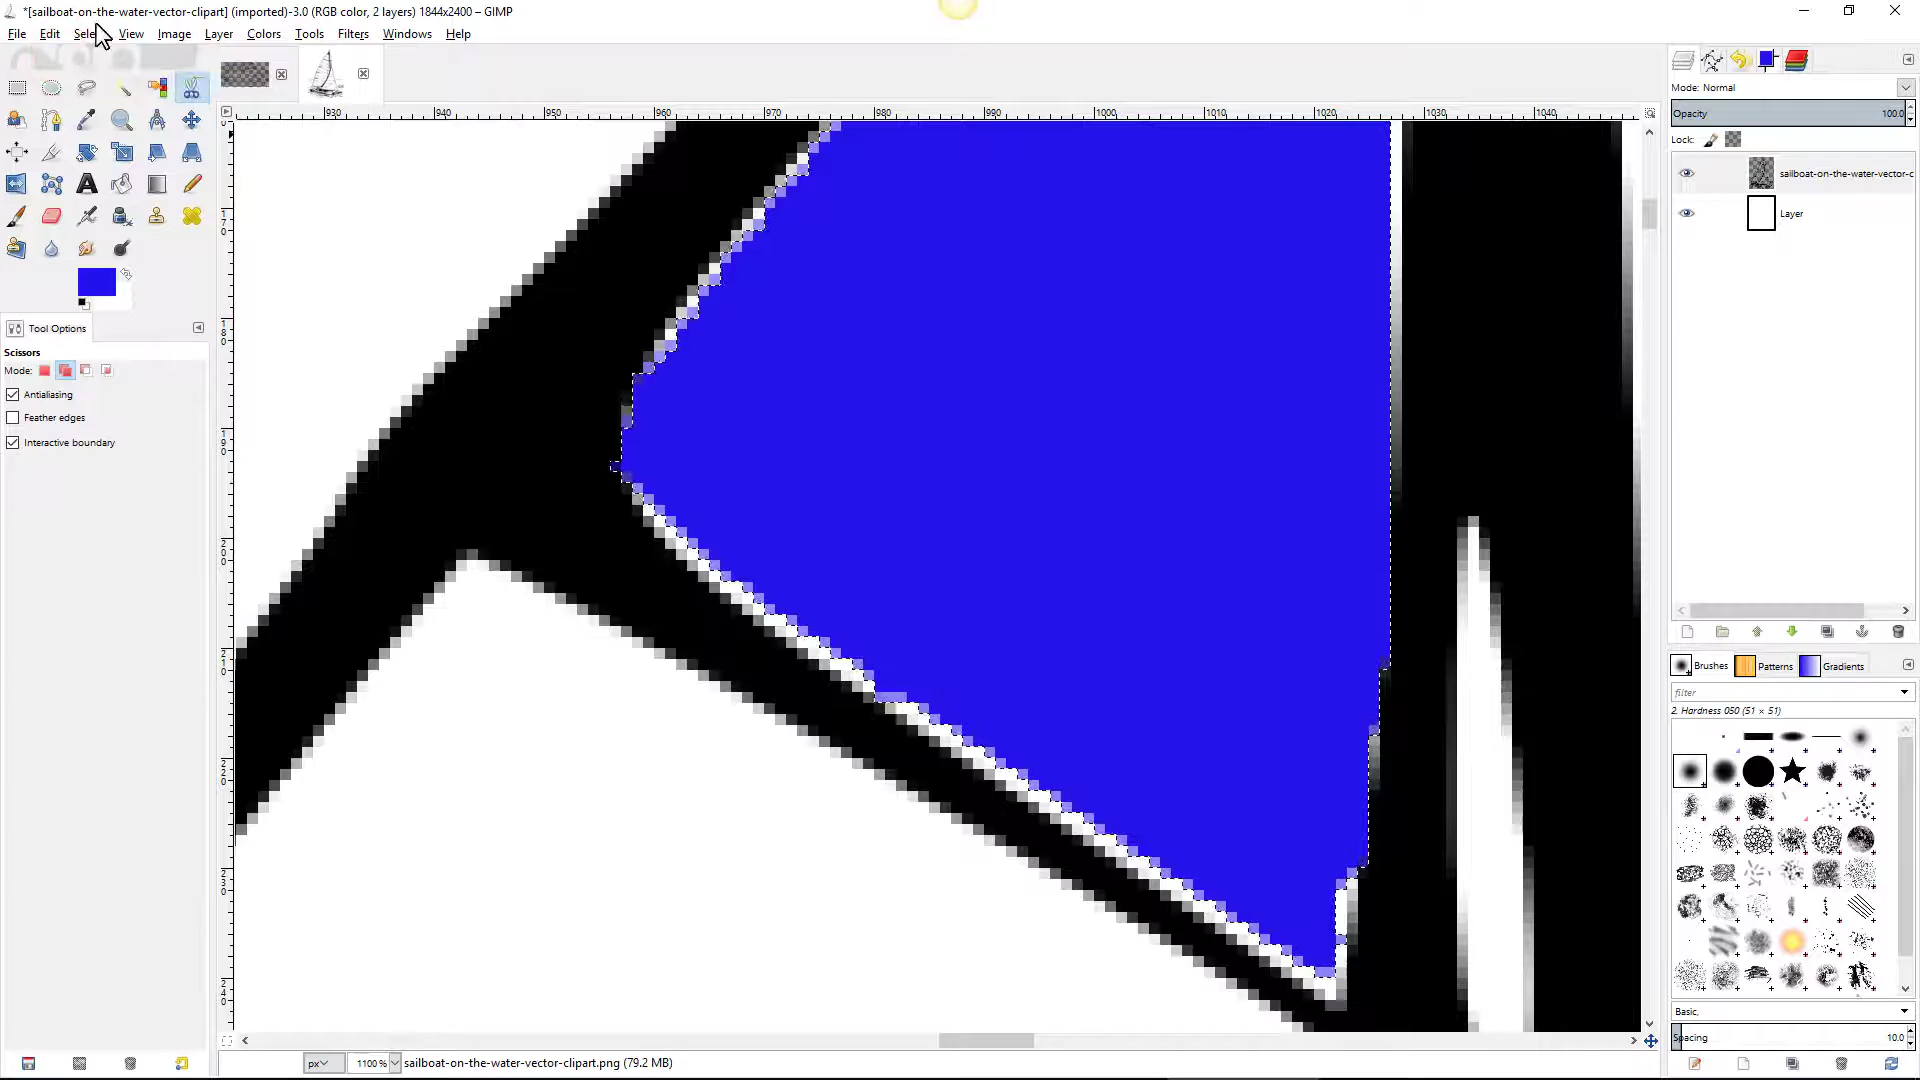 *[sailboat-on-the-water-vector-clipart] (imported)-3.0 (RGB color, 2 layers) 1844x2400 – GIMP
File Edit View Image Layer Colors Tools Filters Windows Help
930 940 950 960 970 980 990 1000 1010 1020 1030 1040
Tool Options
Scissors
Mode:
Antialiasing
Feather edges
Interactive boundary
px 1100 % sailboat-on-the-water-vector-clipart.png (79.2 MB)
Mode: Normal
Opacity 100.0
Lock:
sailboat-on-the-water-vector-c
Layer
Brushes Patterns Gradients
filter
2. Hardness 050 (51 × 51)
Basic,
Spacing 10.0